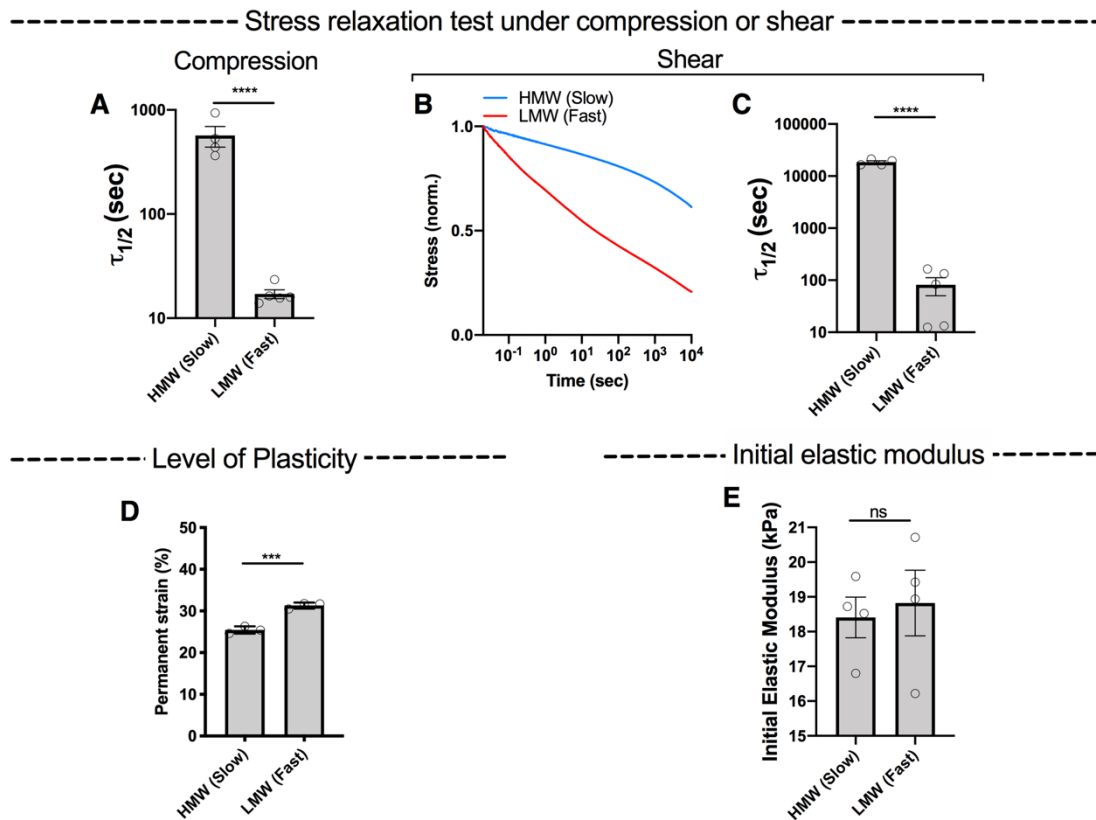 Stress relaxation test under compression or shear
Compression
Shear
A
****
1000
100
10
τ1/2 (sec)
HMW (Slow)
LMW (Fast)
B
HMW (Slow)
LMW (Fast)
1.0
0.5
0.0
Stress (norm.)
10-1 100 101 102 103 104
Time (sec)
C
****
100000
10000
1000
100
10
τ1/2 (sec)
HMW (Slow)
LMW (Fast)
Level of Plasticity
Initial elastic modulus
D
***
50
40
30
20
10
0
Permanent strain (%)
HMW (Slow)
LMW (Fast)
E
ns
21
20
19
18
17
16
15
Initial Elastic Modulus (kPa)
HMW (Slow)
LMW (Fast)